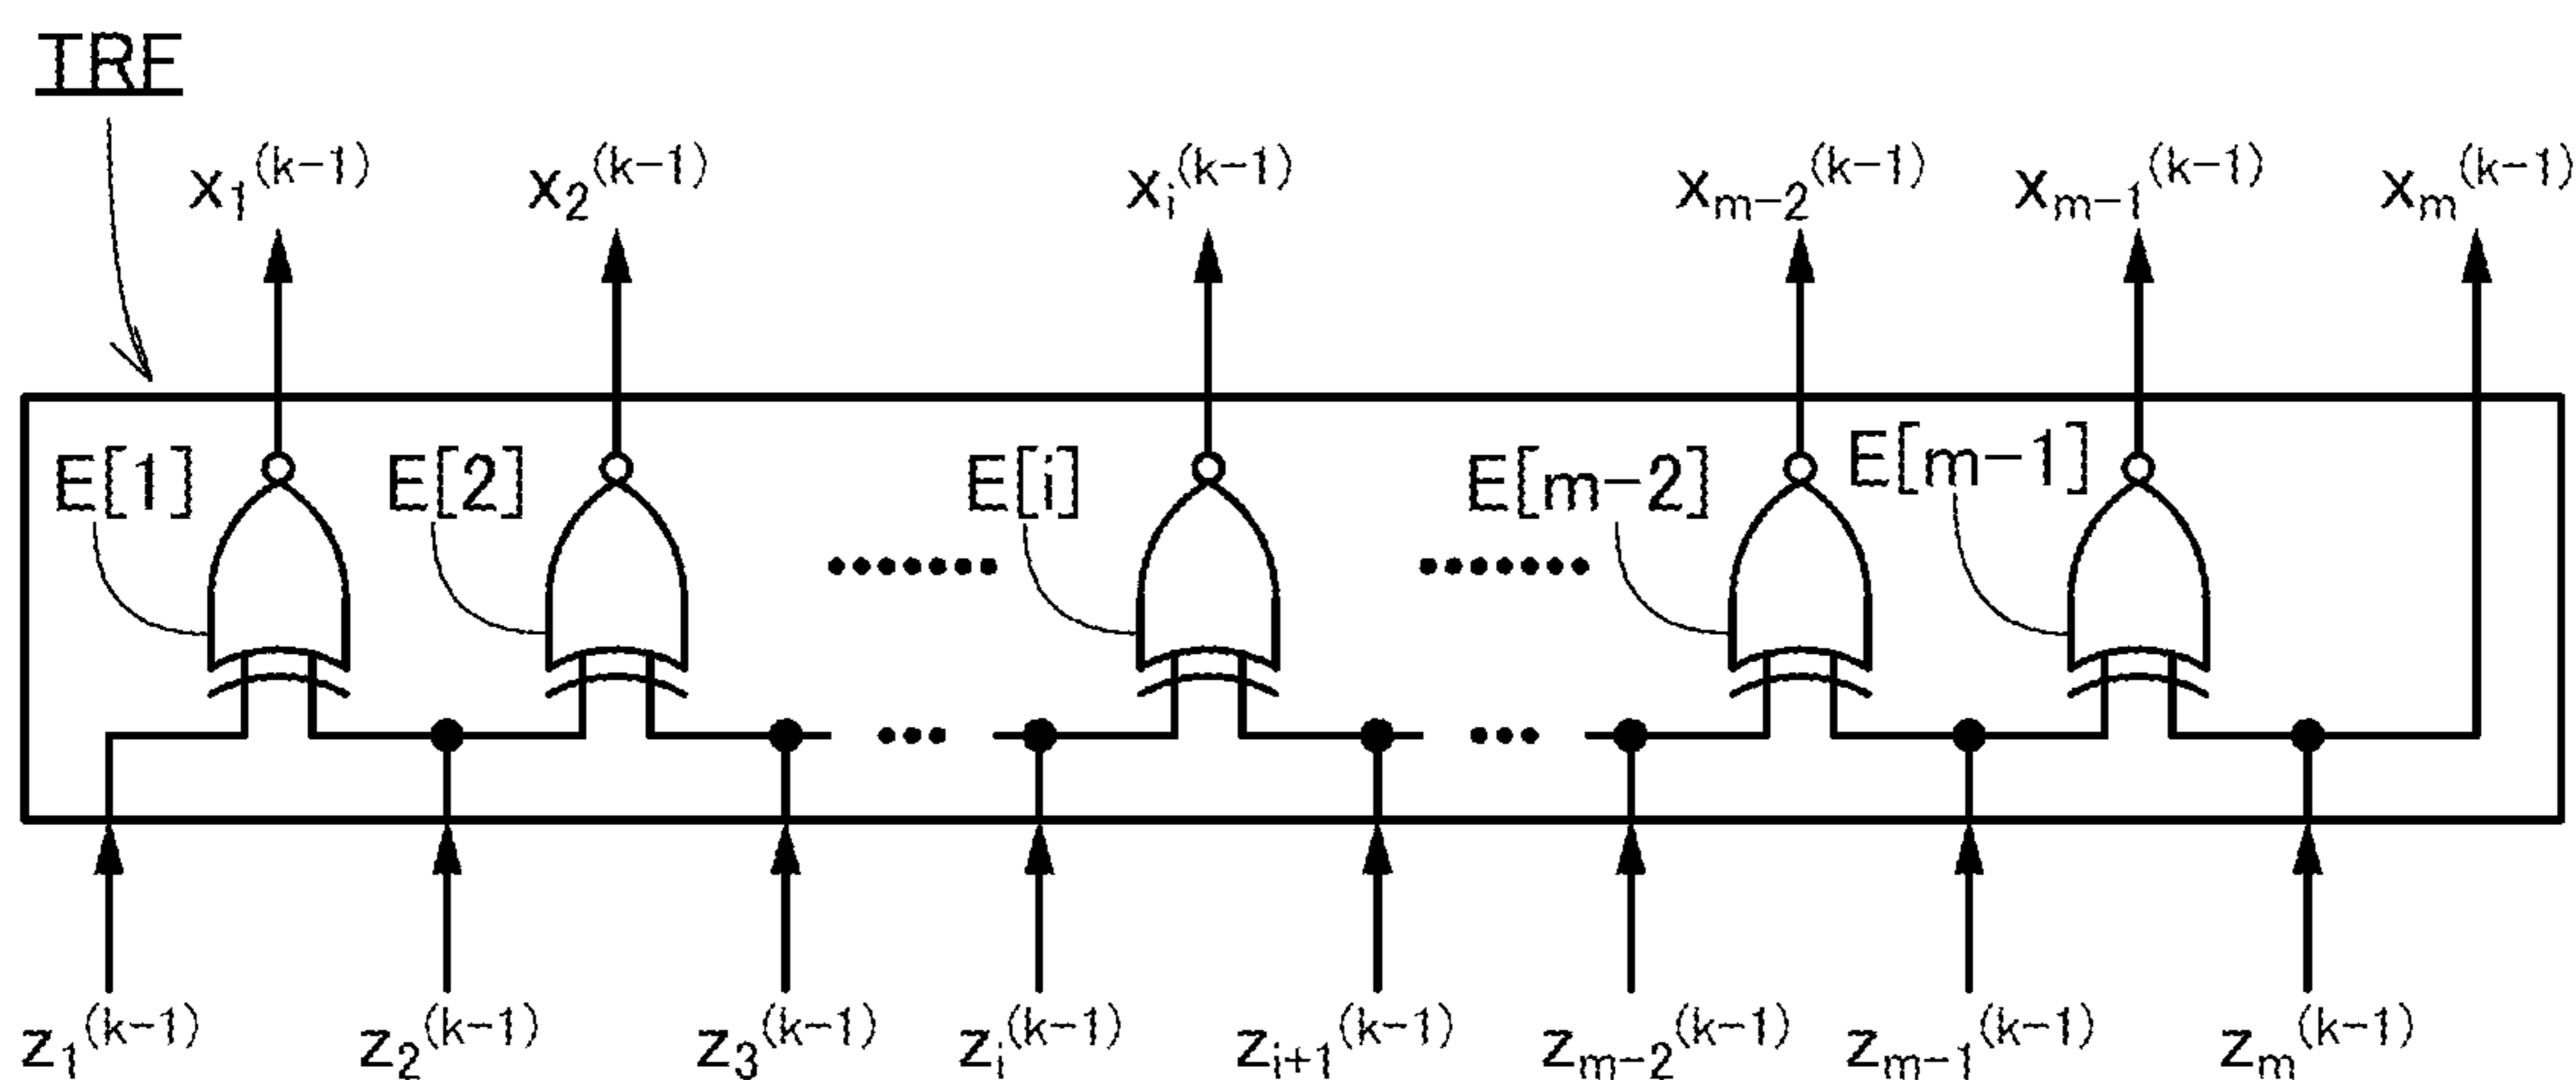 TRE
x₁⁽ᵏ⁻¹⁾ x₂⁽ᵏ⁻¹⁾ xᵢ⁽ᵏ⁻¹⁾ xₘ₋₂⁽ᵏ⁻¹⁾ xₘ₋₁⁽ᵏ⁻¹⁾ xₘ⁽ᵏ⁻¹⁾
E[1] E[2] E[i] E[m-2] E[m-1]
z₁⁽ᵏ⁻¹⁾ z₂⁽ᵏ⁻¹⁾ z₃⁽ᵏ⁻¹⁾ zᵢ⁽ᵏ⁻¹⁾ zᵢ₊₁⁽ᵏ⁻¹⁾ zₘ₋₂⁽ᵏ⁻¹⁾ zₘ₋₁⁽ᵏ⁻¹⁾ zₘ⁽ᵏ⁻¹⁾